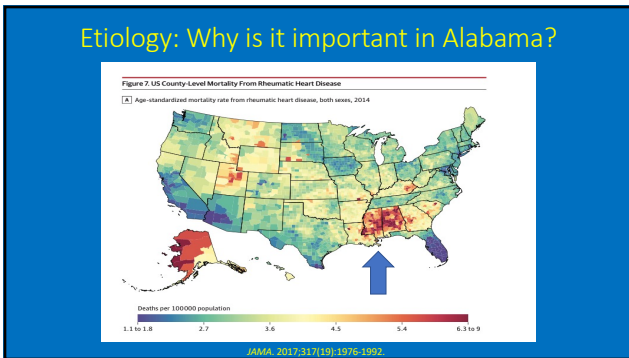 Etiology: Why is it important in Alabama?
Figure 7. US County-Level Mortality From Rheumatic Heart Disease
A Age-standardized mortality rate from rheumatic heart disease, both sexes, 2014
Deaths per 100 000 population
1.1 to 1.8 2.7 3.6 4.5 5.4 6.3 to 9
JAMA. 2017;317(19):1976-1992.